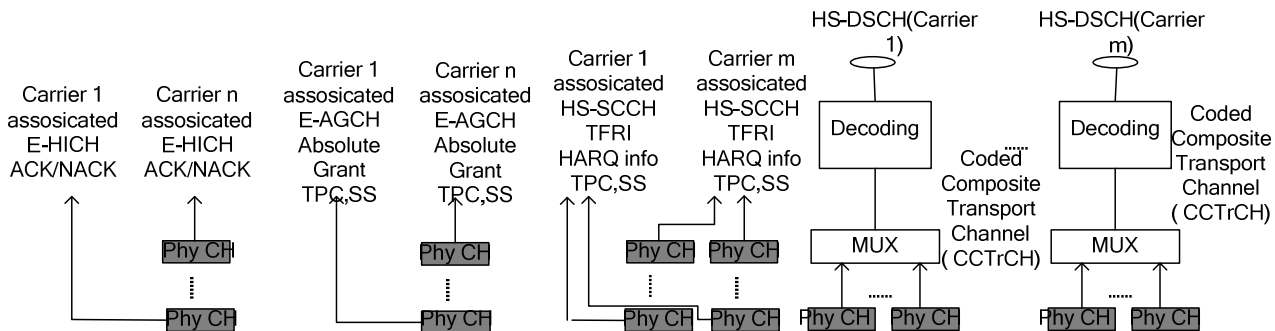 Carrier 1
assosicated
E-HICH
ACK/NACK
Carrier n
assosicated
E-HICH
ACK/NACK
Phy CH
Phy CH
Carrier 1
assosicated
E-AGCH
Absolute
Grant
TPC,SS
Carrier n
assosicated
E-AGCH
Absolute
Grant
TPC,SS
Phy CH
Phy CH
Carrier 1
assosicated
HS-SCCH
TFRI
HARQ info
TPC,SS
Carrier m
assosicated
HS-SCCH
TFRI
HARQ info
TPC,SS
Phy CH
Phy CH
Phy CH
Phy CH
HS-DSCH(Carrier
1)
Decoding
Coded
Composite
Transport
Channel
( CCTrCH)
MUX
......
Phy CH
Phy CH
......
HS-DSCH(Carrier
m)
Decoding
Coded
Composite
Transport
Channel
( CCTrCH)
MUX
......
Phy CH
Phy CH